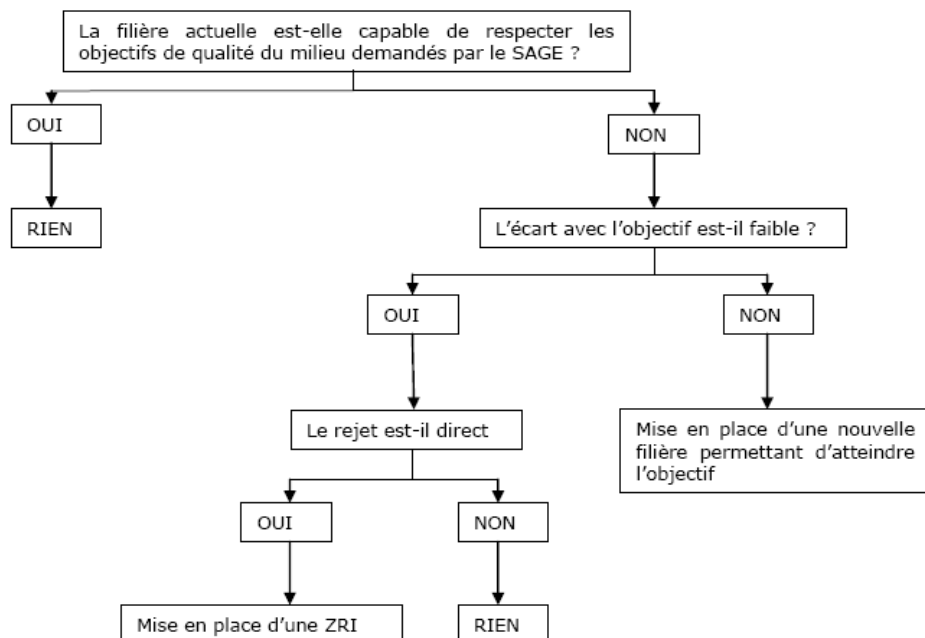 La filière actuelle est-elle capable de respecter les
objectifs de qualité du milieu demandés par le SAGE ?
OUI
NON
RIEN
L'écart avec l'objectif est-il faible ?
OUI
NON
Le rejet est-il direct
Mise en place d'une nouvelle
filière permettant d'atteindre
l'objectif
OUI
NON
Mise en place d'une ZRI
RIEN